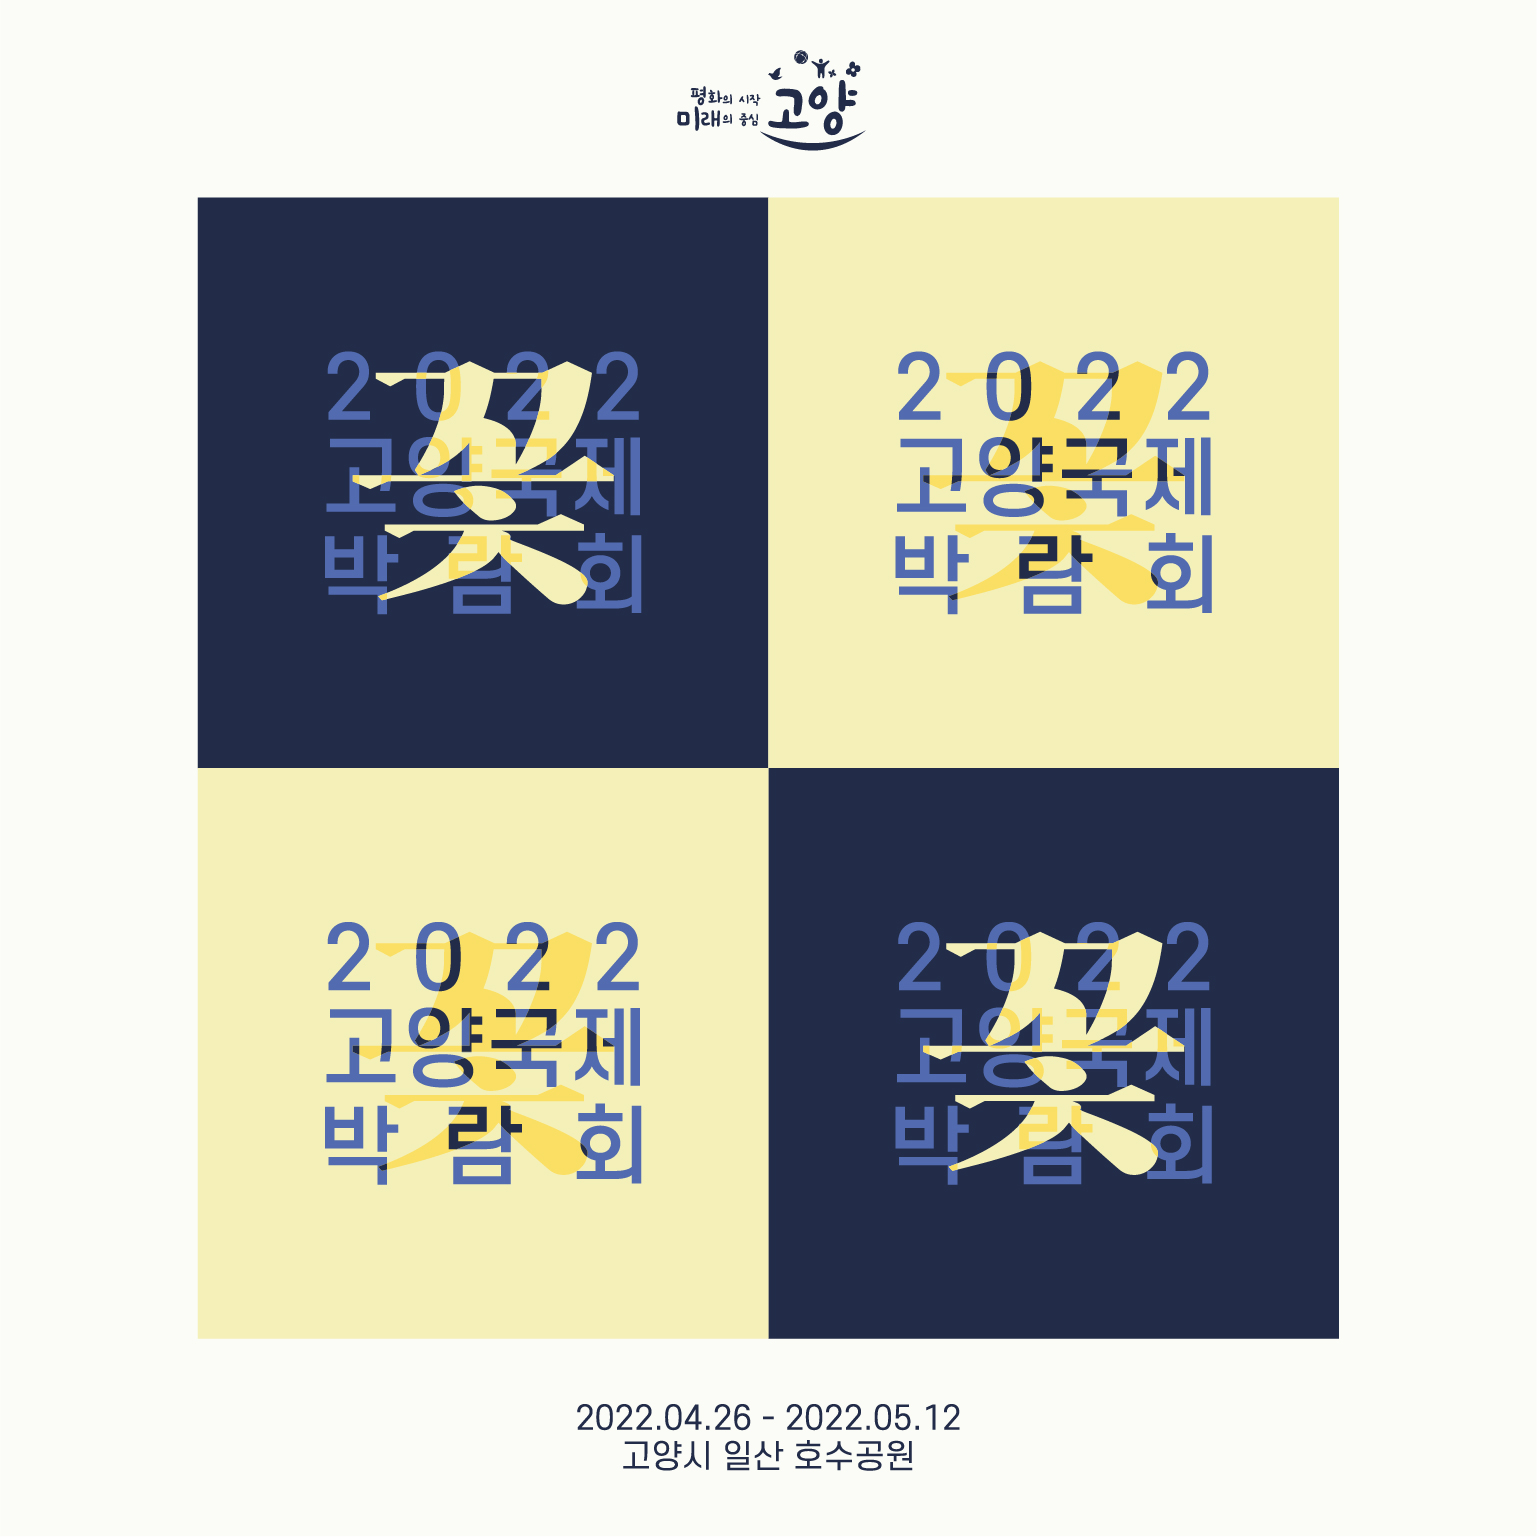 평화의 시작
미래의 중심
고양
2022
고양국제
박람회
꽃
2022
고양국제
박람회
꽃
2022
고양국제
박람회
꽃
2022
고양국제
박람회
꽃
2022.04.26 - 2022.05.12
고양시 일산 호수공원